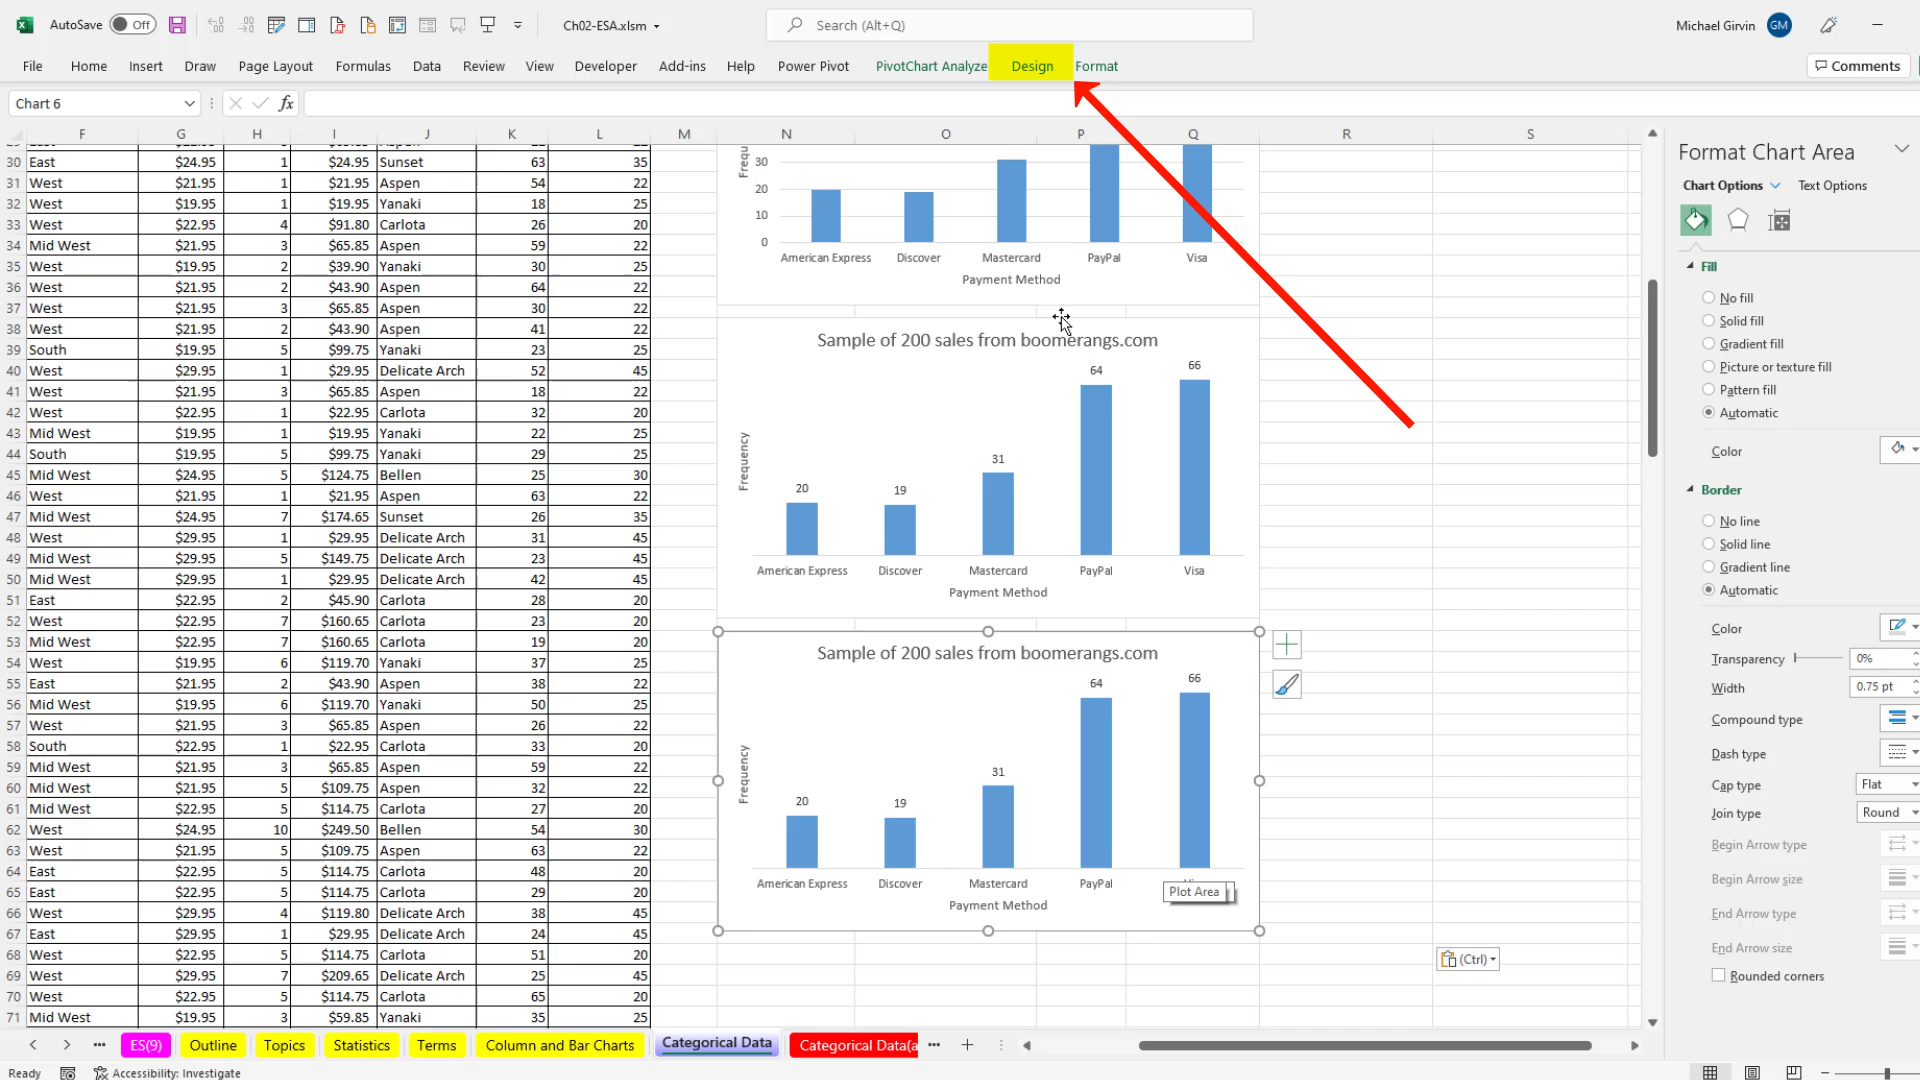 AutoSave Off Ch02-ESA.xlsm Search (Alt+Q) Michael Girvin GM
File Home Insert Draw Page Layout Formulas Data Review View Developer Add-ins Help Power Pivot PivotChart Analyze Design Format Comments
Chart 6 fx
F G H I J K L M N O P Q R S
30 East $24.95 1 $24.95 Sunset 63 35
31 West $21.95 1 $21.95 Aspen 54 22
32 West $19.95 1 $19.95 Yanaki 18 25
33 West $22.95 4 $91.80 Carlota 26 20
34 Mid West $21.95 3 $65.85 Aspen 59 22
35 West $19.95 2 $39.90 Yanaki 30 25
36 West $21.95 2 $43.90 Aspen 64 22
37 West $21.95 3 $65.85 Aspen 30 22
38 West $21.95 2 $43.90 Aspen 41 22
39 South $19.95 5 $99.75 Yanaki 23 25
40 West $29.95 1 $29.95 Delicate Arch 52 45
41 West $21.95 3 $65.85 Aspen 18 22
42 West $22.95 1 $22.95 Carlota 32 20
43 Mid West $19.95 1 $19.95 Yanaki 22 25
44 South $19.95 5 $99.75 Yanaki 29 25
45 Mid West $24.95 5 $124.75 Bellen 25 30
46 West $21.95 1 $21.95 Aspen 63 22
47 Mid West $24.95 7 $174.65 Sunset 26 35
48 West $29.95 1 $29.95 Delicate Arch 31 45
49 Mid West $29.95 5 $149.75 Delicate Arch 23 45
50 Mid West $29.95 1 $29.95 Delicate Arch 42 45
51 East $22.95 2 $45.90 Carlota 28 20
52 West $22.95 7 $160.65 Carlota 23 20
53 Mid West $22.95 7 $160.65 Carlota 19 20
54 West $19.95 6 $119.70 Yanaki 37 25
55 East $21.95 2 $43.90 Aspen 38 22
56 Mid West $19.95 6 $119.70 Yanaki 50 25
57 West $21.95 3 $65.85 Aspen 26 22
58 South $22.95 1 $22.95 Carlota 33 20
59 Mid West $21.95 3 $65.85 Aspen 59 22
60 Mid West $21.95 5 $109.75 Aspen 32 22
61 Mid West $22.95 5 $114.75 Carlota 27 20
62 West $24.95 10 $249.50 Bellen 54 30
63 West $21.95 5 $109.75 Aspen 63 22
64 East $22.95 5 $114.75 Carlota 48 20
65 East $22.95 5 $114.75 Carlota 29 20
66 West $29.95 4 $119.80 Delicate Arch 38 45
67 East $29.95 1 $29.95 Delicate Arch 24 45
68 West $22.95 5 $114.75 Carlota 51 20
69 West $29.95 7 $209.65 Delicate Arch 25 45
70 West $22.95 5 $114.75 Carlota 65 20
71 Mid West $19.95 3 $59.85 Yanaki 35 25
30
20
10
0
American Express Discover Mastercard PayPal Visa
Payment Method
Sample of 200 sales from boomerangs.com
Frequency
20 19 31 64 66
American Express Discover Mastercard PayPal Visa
Payment Method
Sample of 200 sales from boomerangs.com
Frequency
20 19 31 64 66
American Express Discover Mastercard PayPal
Plot Area
Payment Method
(Ctrl)
Format Chart Area
Chart Options Text Options
Fill
No fill
Solid fill
Gradient fill
Picture or texture fill
Pattern fill
Automatic
Color
Border
No line
Solid line
Gradient line
Automatic
Color
Transparency 0%
Width 0.75 pt
Compound type
Dash type
Cap type Flat
Join type Round
Begin Arrow type
Begin Arrow size
End Arrow type
End Arrow size
Rounded corners
ES(9) Outline Topics Statistics Terms Column and Bar Charts Categorical Data Categorical Data(a
Ready Accessibility: Investigate